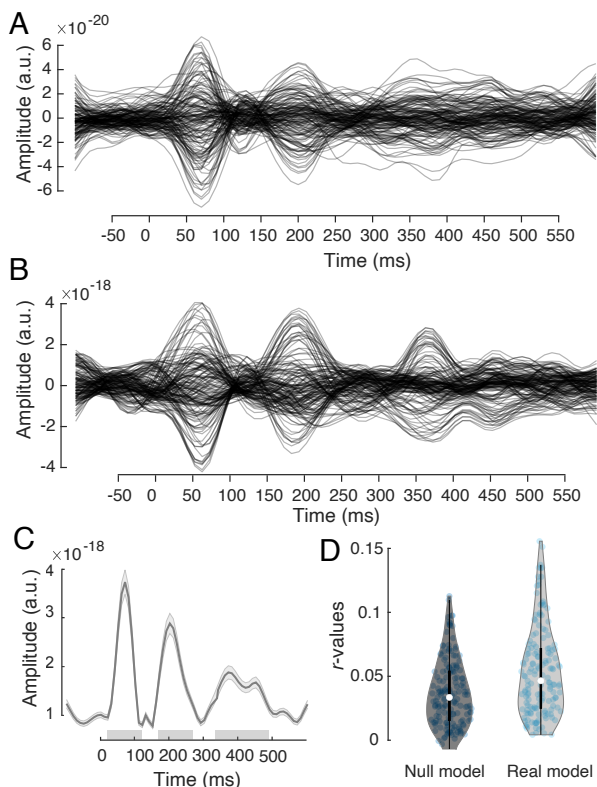 A
×10-20
6
4
2
0
-2
-4
-6
Amplitude (a.u.)
-50 0 50 100 150 200 250 300 350 400 450 500 550
Time (ms)
B
×10-18
4
2
0
-2
-4
Amplitude (a.u.)
-50 0 50 100 150 200 250 300 350 400 450 500 550
Time (ms)
C
×10-18
4
3
2
1
Amplitude (a.u.)
0 100 200 300 400 500
Time (ms)
D
0.15
0.1
0.05
0
r-values
Null model Real model